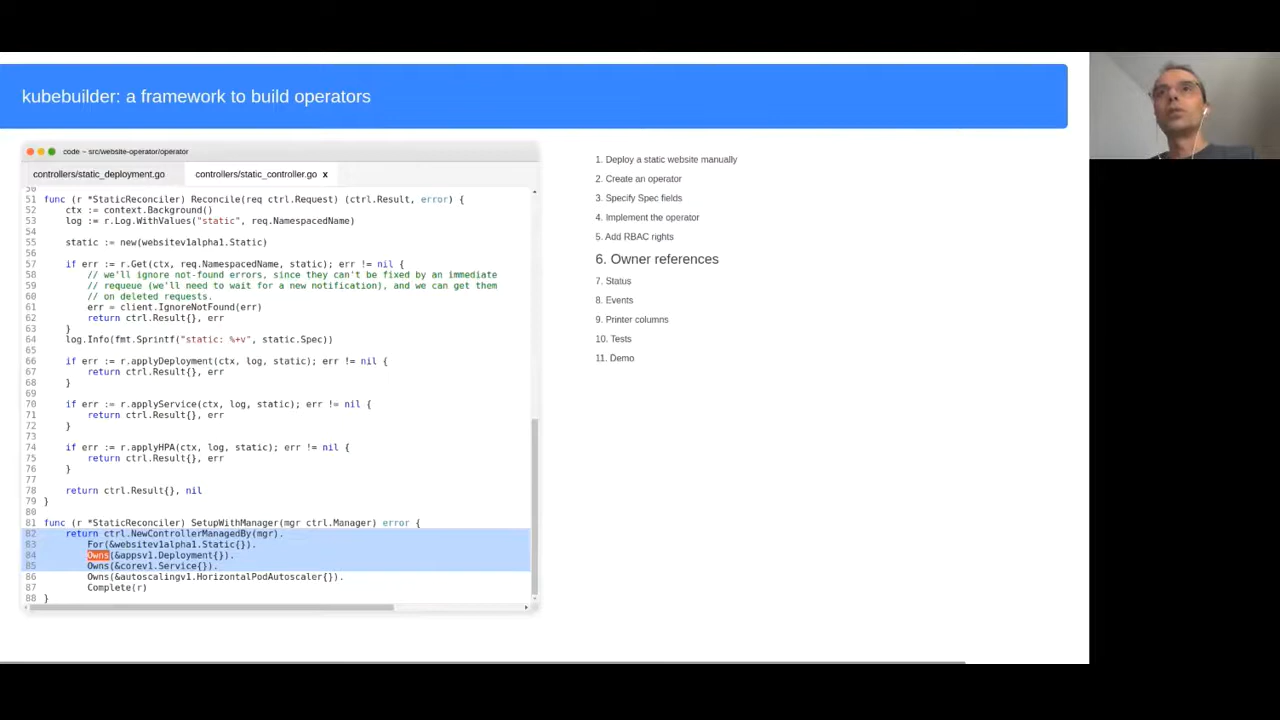 kubebuilder: a framework to build operators
code ~ src/website-operator/operator
controllers/static_deployment.go
controllers/static_controller.go x
50
51 func (r *StaticReconciler) Reconcile(req ctrl.Request) (ctrl.Result, error) {
52 ctx := context.Background()
53 log := r.Log.WithValues("static", req.NamespacedName)
54
55 static := new(websitev1alpha1.Static)
56
57 if err := r.Get(ctx, req.NamespacedName, static); err != nil {
58 // we'll ignore not-found errors, since they can't be fixed by an immediate
59 // requeue (we'll need to wait for a new notification), and we can get them
60 // on deleted requests.
61 err = client.IgnoreNotFound(err)
62 return ctrl.Result{}, err
63 }
64 log.Info(fmt.Sprintf("static: %+v", static.Spec))
65
66 if err := r.applyDeployment(ctx, log, static); err != nil {
67 return ctrl.Result{}, err
68 }
69
70 if err := r.applyService(ctx, log, static); err != nil {
71 return ctrl.Result{}, err
72 }
73
74 if err := r.applyHPA(ctx, log, static); err != nil {
75 return ctrl.Result{}, err
76 }
77
78 return ctrl.Result{}, nil
79 }
80
81 func (r *StaticReconciler) SetupWithManager(mgr ctrl.Manager) error {
82 return ctrl.NewControllerManagedBy(mgr).
83 For(&websitev1alpha1.Static{}).
84 Owns(&appsv1.Deployment{}).
85 Owns(&corev1.Service{}).
86 Owns(&autoscalingv1.HorizontalPodAutoscaler{}).
87 Complete(r)
88 }
1. Deploy a static website manually
2. Create an operator
3. Specify Spec fields
4. Implement the operator
5. Add RBAC rights
6. Owner references
7. Status
8. Events
9. Printer columns
10. Tests
11. Demo